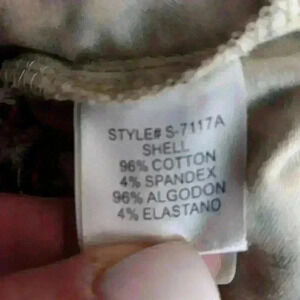 STYLE# S-7117A
SHELL
96% COTTON
4% SPANDEX
96% ALGODON
4% ELASTANO